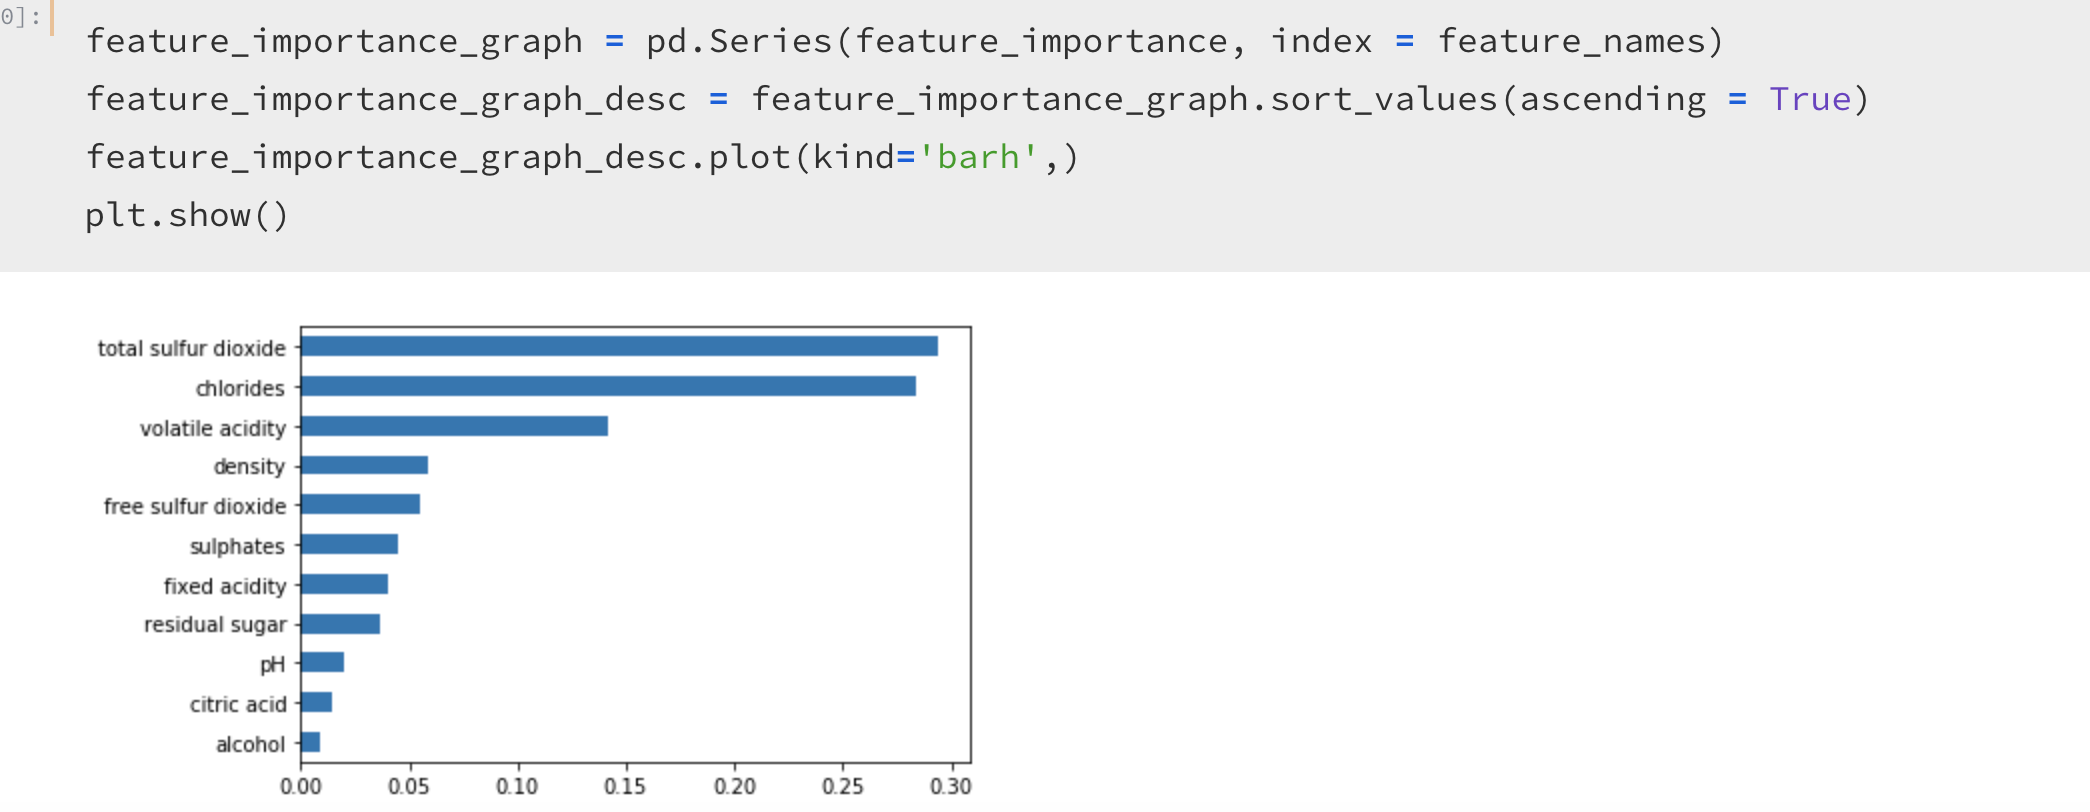 0]:
feature_importance_graph = pd.Series(feature_importance, index = feature_names)
feature_importance_graph_desc = feature_importance_graph.sort_values(ascending = True)
feature_importance_graph_desc.plot(kind='barh',)
plt.show()
total sulfur dioxide
chlorides
volatile acidity
density
free sulfur dioxide
sulphates
fixed acidity
residual sugar
pH
citric acid
alcohol
0.00 0.05 0.10 0.15 0.20 0.25 0.30